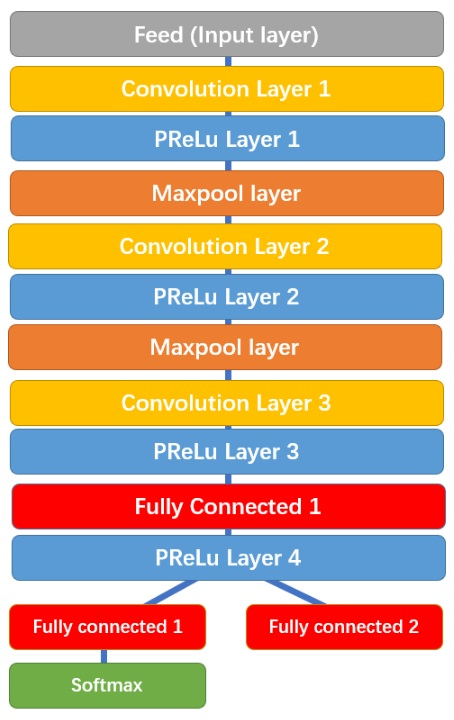 Feed (Input layer)
Convolution Layer 1
PReLu Layer 1
Maxpool layer
Convolution Layer 2
PReLu Layer 2
Maxpool layer
Convolution Layer 3
PReLu Layer 3
Fully Connected 1
PReLu Layer 4
Fully connected 1
Fully connected 2
Softmax